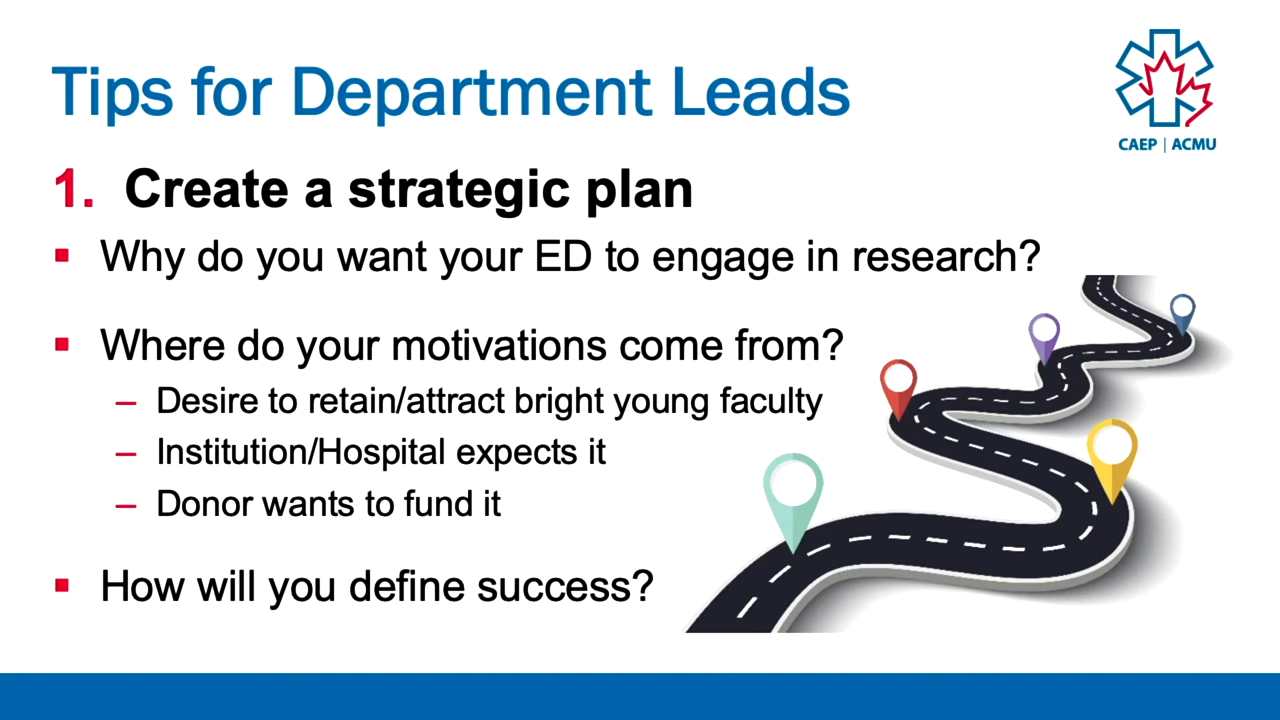 Tips for Department Leads
CAEP | ACMU
1. Create a strategic plan
▪ Why do you want your ED to engage in research?
▪ Where do your motivations come from?
– Desire to retain/attract bright young faculty
– Institution/Hospital expects it
– Donor wants to fund it
▪ How will you define success?